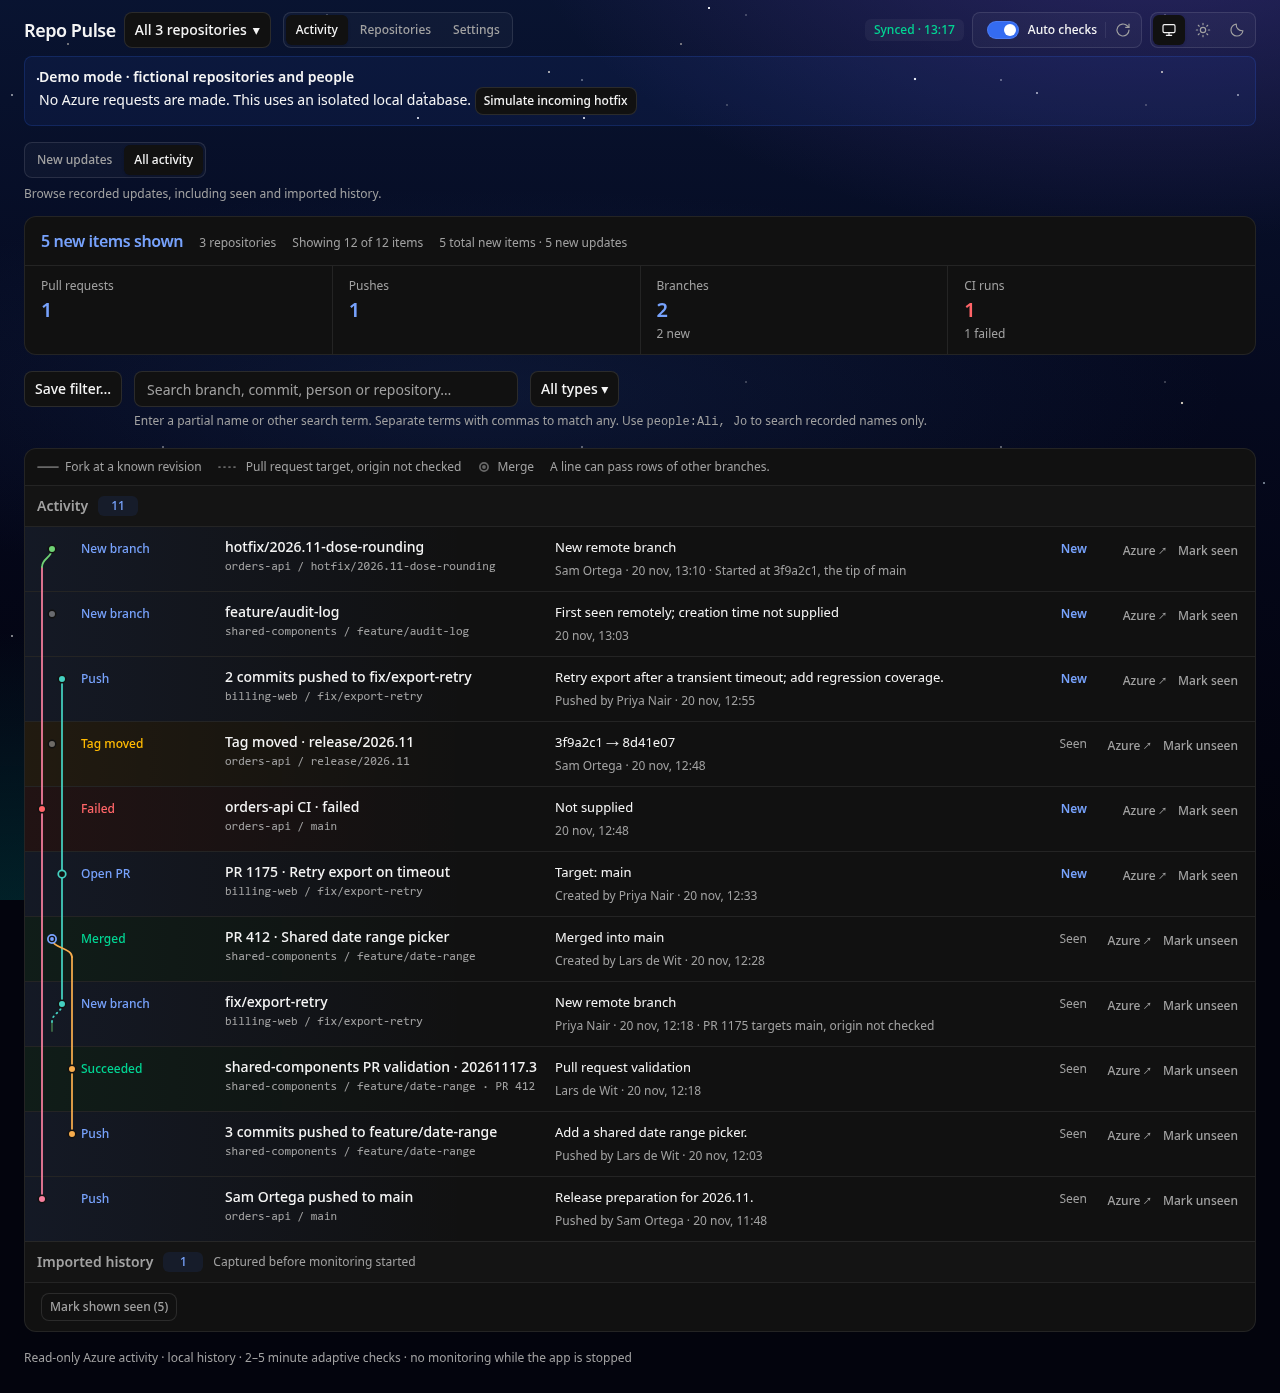 Repo Pulse All 3 repositories ▾ Activity Repositories Settings Synced · 13:17 Auto checks
Demo mode · fictional repositories and people
No Azure requests are made. This uses an isolated local database. Simulate incoming hotfix
New updates All activity
Browse recorded updates, including seen and imported history.
5 new items shown 3 repositories Showing 12 of 12 items 5 total new items · 5 new updates
Pull requests Pushes Branches CI runs
1 1 2 1
2 new 1 failed
Save filter... Search branch, commit, person or repository... All types ▾
Enter a partial name or other search term. Separate terms with commas to match any. Use people:Ali, Jo to search recorded names only.
Fork at a known revision Pull request target, origin not checked Merge A line can pass rows of other branches.
Activity 11
New branch hotfix/2026.11-dose-rounding New remote branch New Azure ↗ Mark seen
orders-api / hotfix/2026.11-dose-rounding Sam Ortega · 20 nov, 13:10 · Started at 3f9a2c1, the tip of main
New branch feature/audit-log First seen remotely; creation time not supplied New Azure ↗ Mark seen
shared-components / feature/audit-log 20 nov, 13:03
Push 2 commits pushed to fix/export-retry Retry export after a transient timeout; add regression coverage. New Azure ↗ Mark seen
billing-web / fix/export-retry Pushed by Priya Nair · 20 nov, 12:55
Tag moved Tag moved · release/2026.11 3f9a2c1 → 8d41e07 Seen Azure ↗ Mark unseen
orders-api / release/2026.11 Sam Ortega · 20 nov, 12:48
Failed orders-api CI · failed Not supplied New Azure ↗ Mark seen
orders-api / main 20 nov, 12:48
Open PR PR 1175 · Retry export on timeout Target: main New Azure ↗ Mark seen
billing-web / fix/export-retry Created by Priya Nair · 20 nov, 12:33
Merged PR 412 · Shared date range picker Merged into main Seen Azure ↗ Mark unseen
shared-components / feature/date-range Created by Lars de Wit · 20 nov, 12:28
New branch fix/export-retry New remote branch Seen Azure ↗ Mark unseen
billing-web / fix/export-retry Priya Nair · 20 nov, 12:18 · PR 1175 targets main, origin not checked
Succeeded shared-components PR validation · 20261117.3 Pull request validation Seen Azure ↗ Mark unseen
shared-components / feature/date-range · PR 412 Lars de Wit · 20 nov, 12:18
Push 3 commits pushed to feature/date-range Add a shared date range picker. Seen Azure ↗ Mark unseen
shared-components / feature/date-range Pushed by Lars de Wit · 20 nov, 12:03
Push Sam Ortega pushed to main Release preparation for 2026.11. Seen Azure ↗ Mark unseen
orders-api / main Pushed by Sam Ortega · 20 nov, 11:48
Imported history 1 Captured before monitoring started
Mark shown seen (5)
Read-only Azure activity · local history · 2–5 minute adaptive checks · no monitoring while the app is stopped